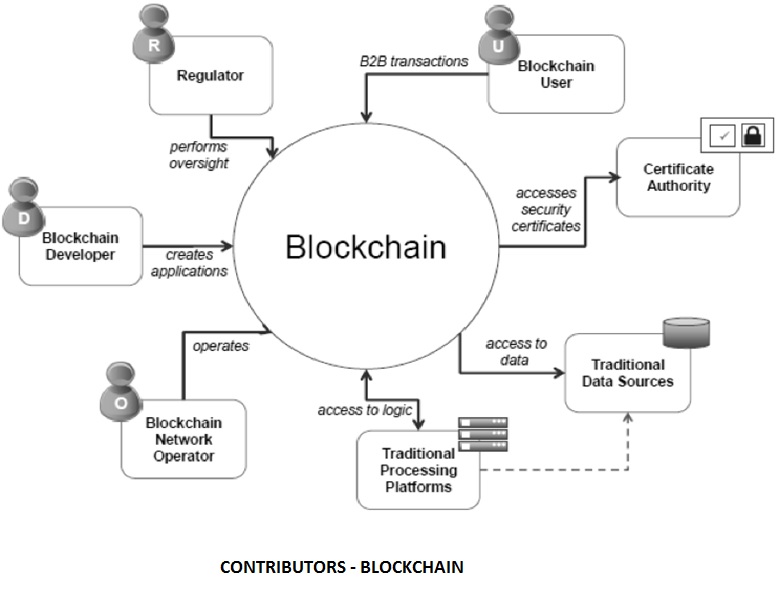 R
Regulator
performs
oversight
B2B transactions
U
Blockchain
User
Certificate
Authority
accesses
security
certificates
D
Blockchain
Developer
creates
applications
Blockchain
operates
O
Blockchain
Network
Operator
access to logic
Traditional
Processing
Platforms
access to
data
Traditional
Data Sources
CONTRIBUTORS - BLOCKCHAIN